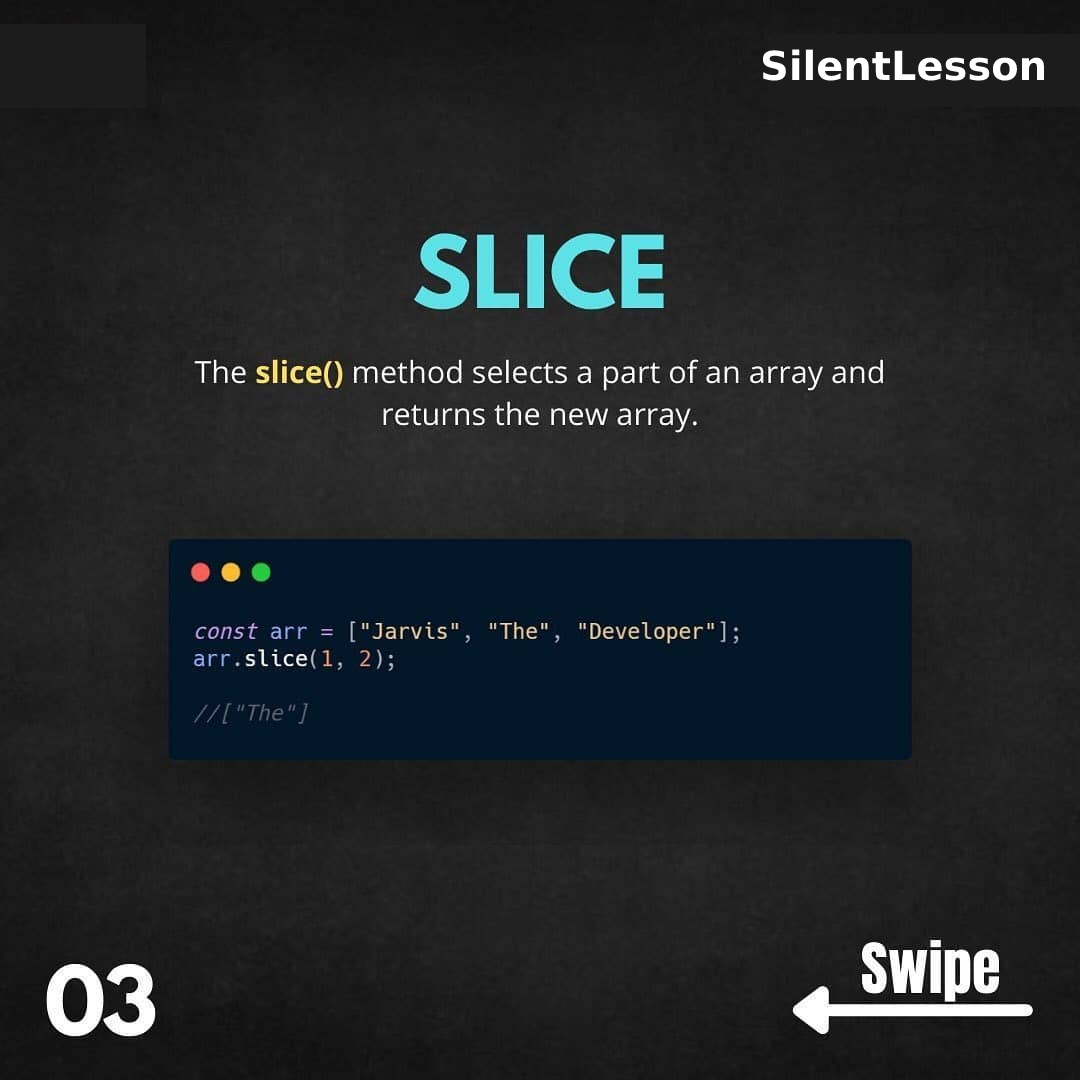 SilentLesson
SLICE
The slice() method selects a part of an array and
returns the new array.
const arr = ["Jarvis", "The", "Developer"];
arr.slice(1, 2);
//["The"]
03
Swipe